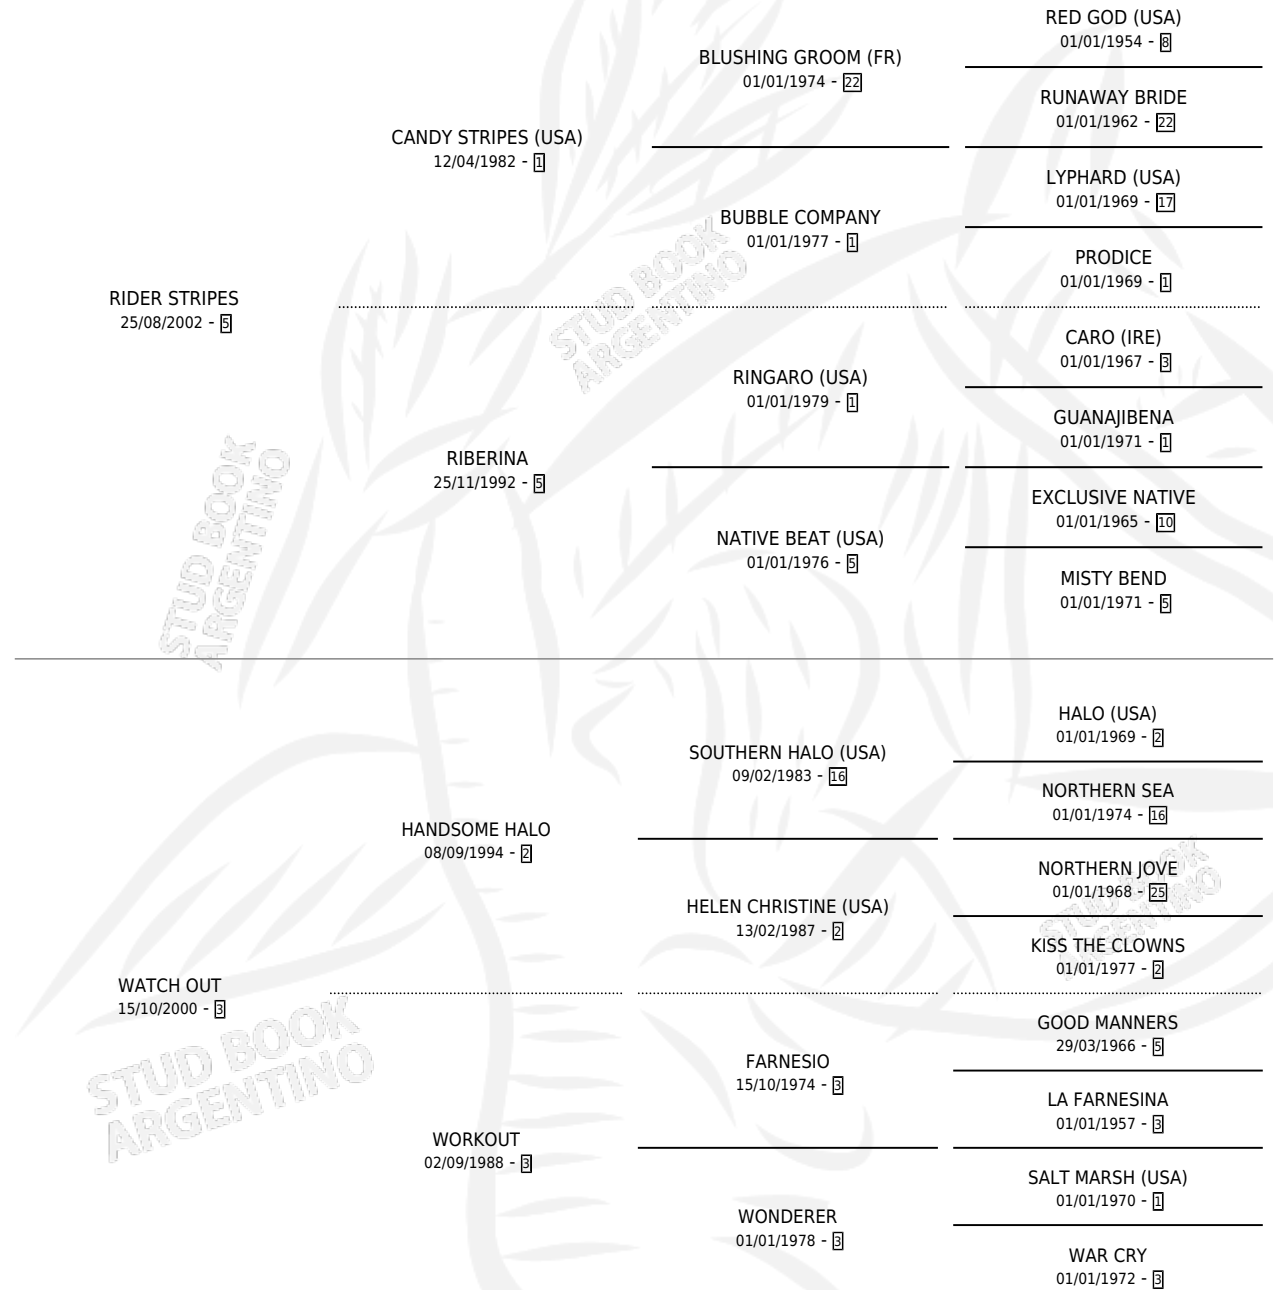 RED GOD (USA)
01/01/1954 - 8
BLUSHING GROOM (FR)
01/01/1974 - 22
RUNAWAY BRIDE
01/01/1962 - 22
CANDY STRIPES (USA)
12/04/1982 - 1
LYPHARD (USA)
01/01/1969 - 17
BUBBLE COMPANY
01/01/1977 - 1
PRODICE
01/01/1969 - 1
RIDER STRIPES
25/08/2002 - 5
STUD BOOK
ARGENTINO
CARO (IRE)
01/01/1967 - 3
RINGARO (USA)
01/01/1979 - 1
GUANAJIBENA
01/01/1971 - 1
RIBERINA
25/11/1992 - 5
EXCLUSIVE NATIVE
01/01/1965 - 10
NATIVE BEAT (USA)
01/01/1976 - 5
MISTY BEND
01/01/1971 - 5
STUD BOOK
ARGENTINO
HALO (USA)
01/01/1969 - 2
SOUTHERN HALO (USA)
09/02/1983 - 16
NORTHERN SEA
01/01/1974 - 16
HANDSOME HALO
08/09/1994 - 2
NORTHERN JOVE
01/01/1968 - 25
HELEN CHRISTINE (USA)
13/02/1987 - 2
STUD BOOK
ARGENTINO
KISS THE CLOWNS
01/01/1977 - 2
WATCH OUT
15/10/2000 - 3
GOOD MANNERS
29/03/1966 - 5
STUD BOOK
ARGENTINO
FARNESIO
15/10/1974 - 3
LA FARNESINA
01/01/1957 - 3
WORKOUT
02/09/1988 - 3
SALT MARSH (USA)
01/01/1970 - 1
WONDERER
01/01/1978 - 3
WAR CRY
01/01/1972 - 3